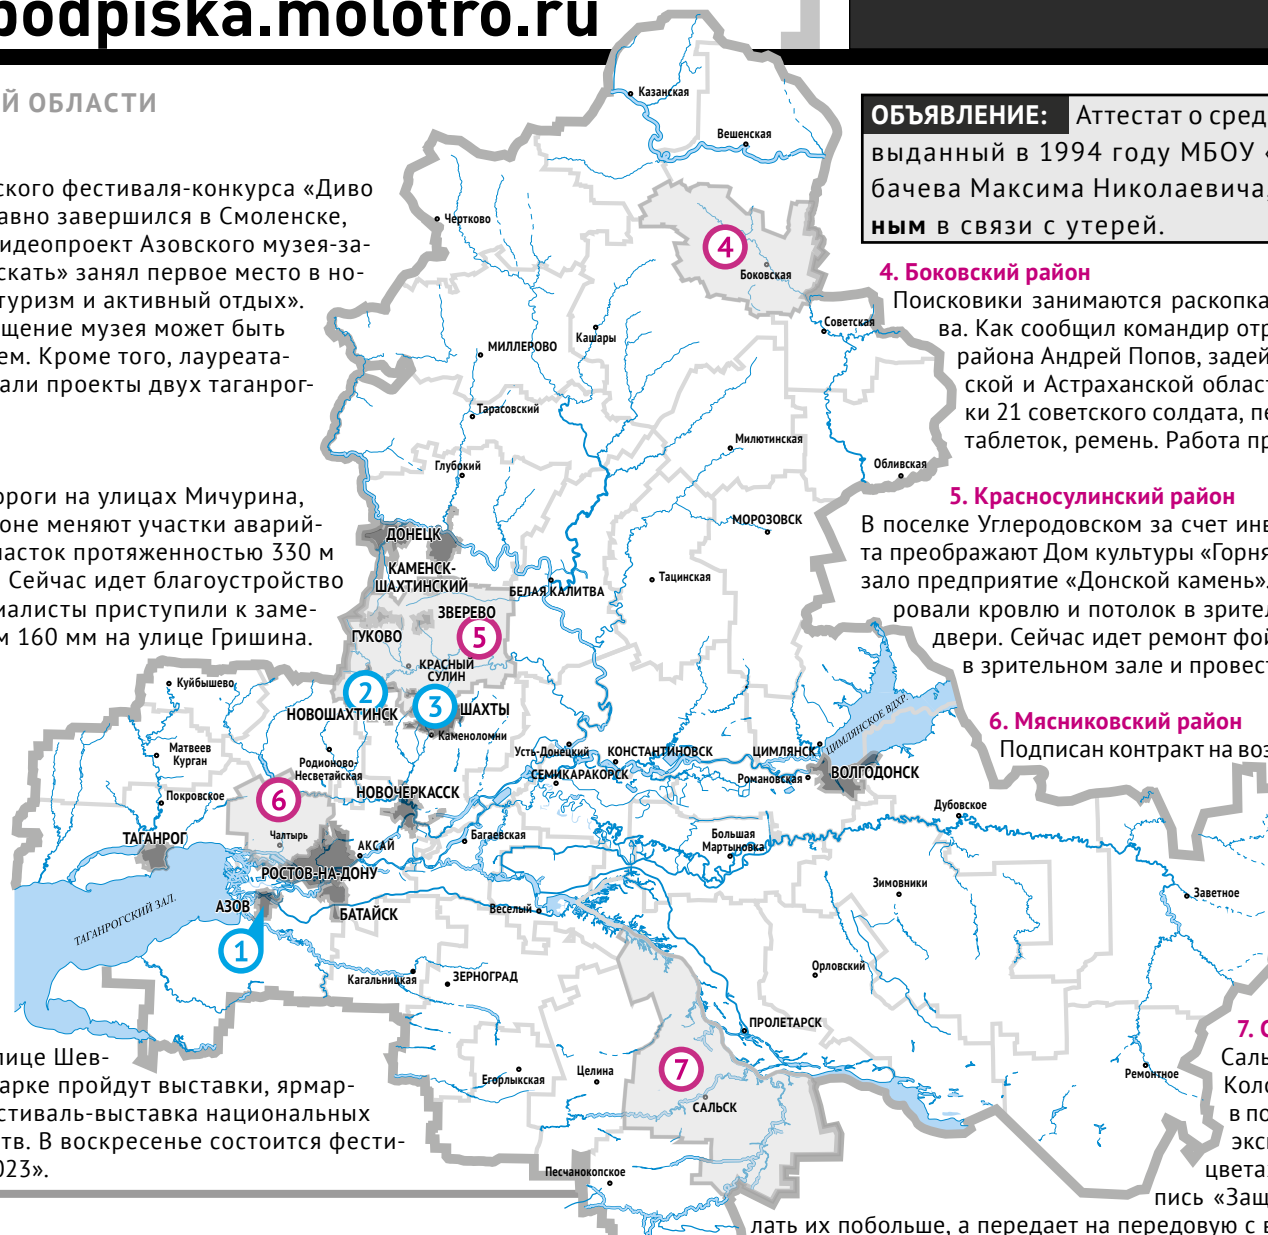 podpiska.molotro.ru
Й ОБЛАСТИ
ского фестиваля-конкурса «Диво
авно завершился в Смоленске,
идеопроект Азовского музея-за-
скать» занял первое место в но-
туризм и активный отдых».
щение музея может быть
ем. Кроме того, лауреата-
али проекты двух таганрог-
ороги на улицах Мичурина,
оне меняют участки аварий-
часток протяженностью 330 м
Сейчас идет благоустройство
иалисты приступили к заме-
м 160 мм на улице Гришина.
лице Шев-
арке пройдут выставки, ярмар-
стиваль-выставка национальных
тв. В воскресенье состоится фести-
023».
ОБЪЯВЛЕНИЕ: Аттестат о сред
выданный в 1994 году МБОУ «
бачева Максима Николаевича,
ным в связи с утерей.
4. Боковский район
Поисковики занимаются раскопка
ва. Как сообщил командир отр
района Андрей Попов, задей
ской и Астраханской област
ки 21 советского солдата, пе
таблеток, ремень. Работа пр
5. Красносулинский район
В поселке Углеродовском за счет инв
та преображают Дом культуры «Горня
зало предприятие «Донской камень».
ровали кровлю и потолок в зрител
двери. Сейчас идет ремонт фой
в зрительном зале и провест
6. Мясниковский район
Подписан контракт на воз
7. С
Саль
Коло
в по
эксп
цветах
пись «Защ
лать их побольше, а передает на передовую с в
Казанская
Вешенская
Чертково
4
Боковская
Советская
Кашары
МИЛЛЕРОВО
Тарасовский
Милютинская
Глубокий
Обливская
МОРОЗОВСК
ДОНЕЦК
КАМЕНСК-
ШАХТИНСКИЙ
Тацинская
БЕЛАЯ КАЛИТВА
ЗВЕРЕВО
ГУКОВО
5
КРАСНЫЙ
СУЛИН
2
3
НОВОШАХТИНСК
ШАХТЫ
Каменоломни
Куйбышево
Матвеев
Курган
Родионово-
Несветайская
Усть-Донецкий
КОНСТАНТИНОВСК
ЦИМЛЯНСК
ЦИМЛЯНСКОЕ ВДХР.
СЕМИКАРАКОРСК
Романовская
ВОЛГОДОНСК
Покровское
6
НОВОЧЕРКАССК
Дубовское
ТАГАНРОГ
Чалтырь
АКСАЙ
Багаевская
Большая
Мартыновка
РОСТОВ-НА-ДОНУ
Зимовники
Заветное
ТАГАНРОГСКИЙ ЗАЛ.
АЗОВ
БАТАЙСК
Веселый
1
Кагальницкая
ЗЕРНОГРАД
Орловский
ПРОЛЕТАРСК
Егорлыкская
Целина
7
САЛЬСК
Ремонтное
Песчанокопское